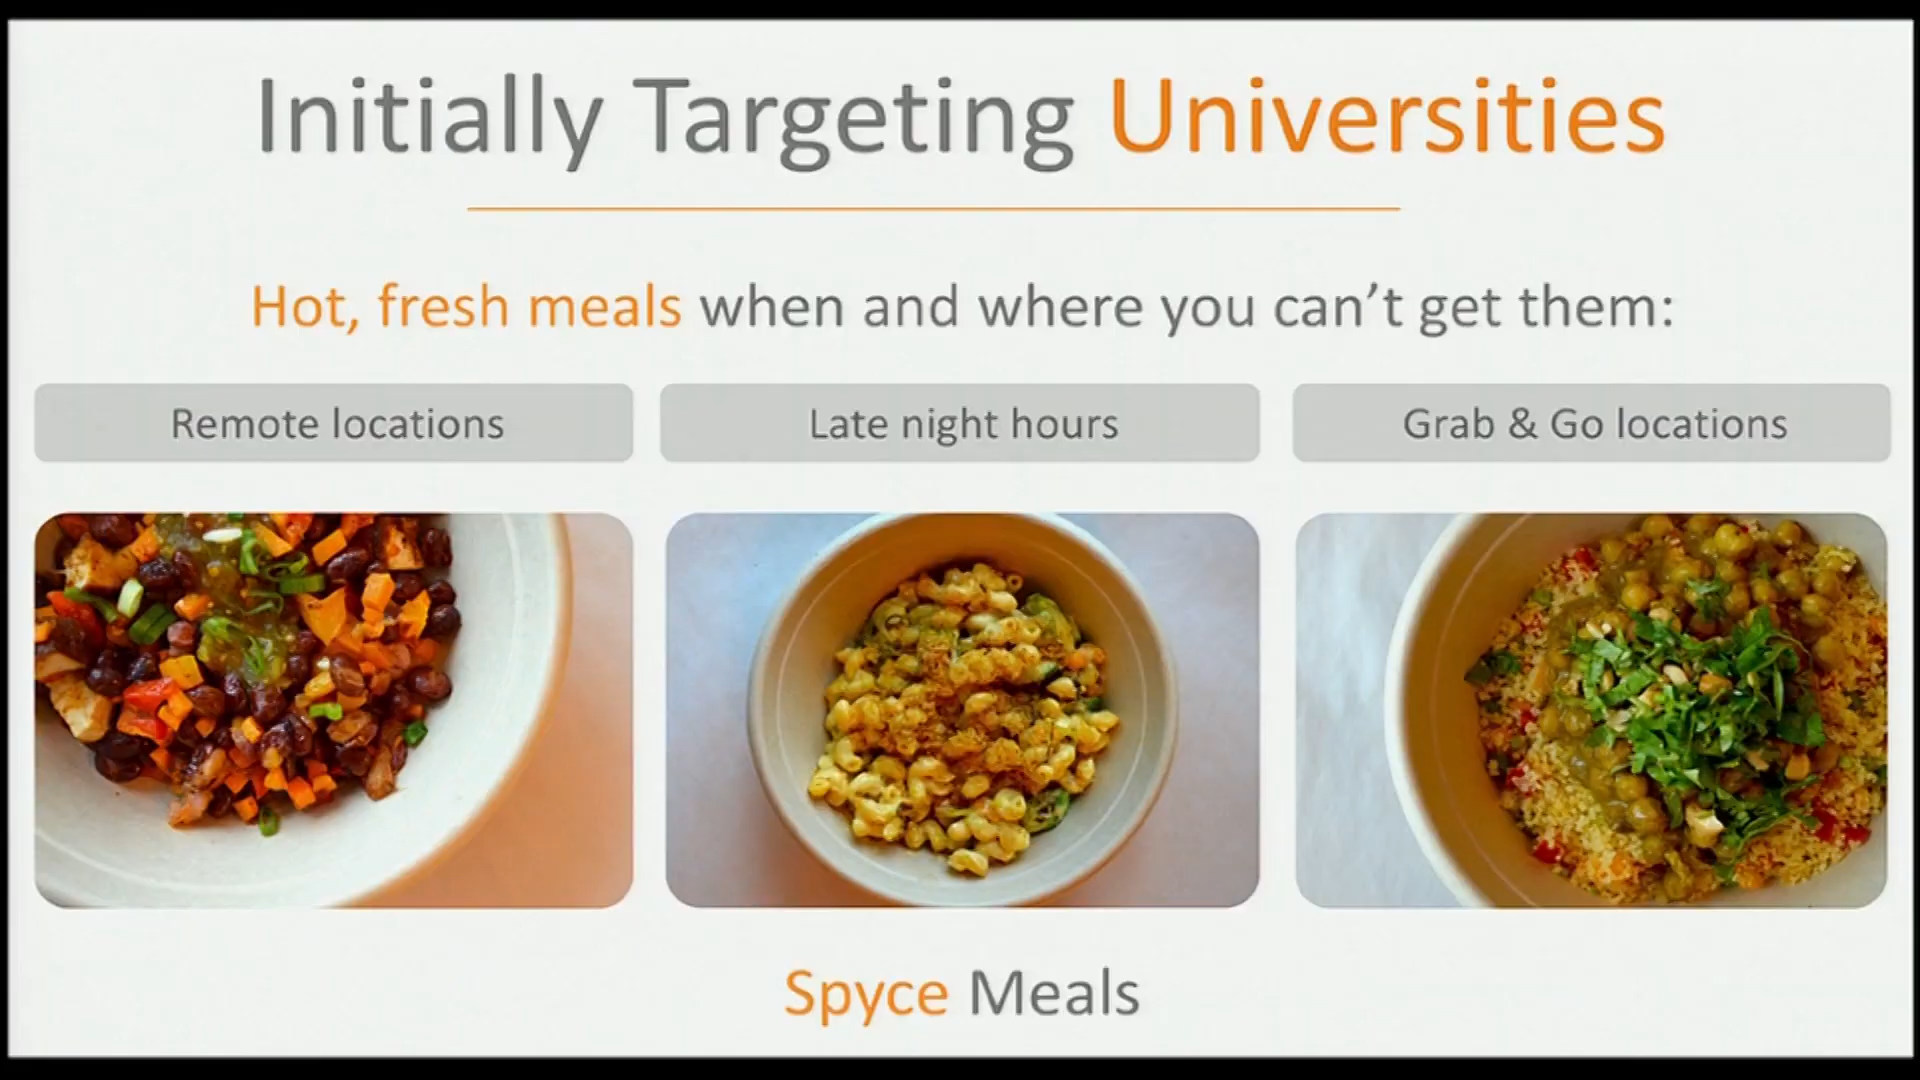 Initially Targeting Universities
Hot, fresh meals when and where you can't get them:
Remote locations
Late night hours
Grab & Go locations
Spyce Meals